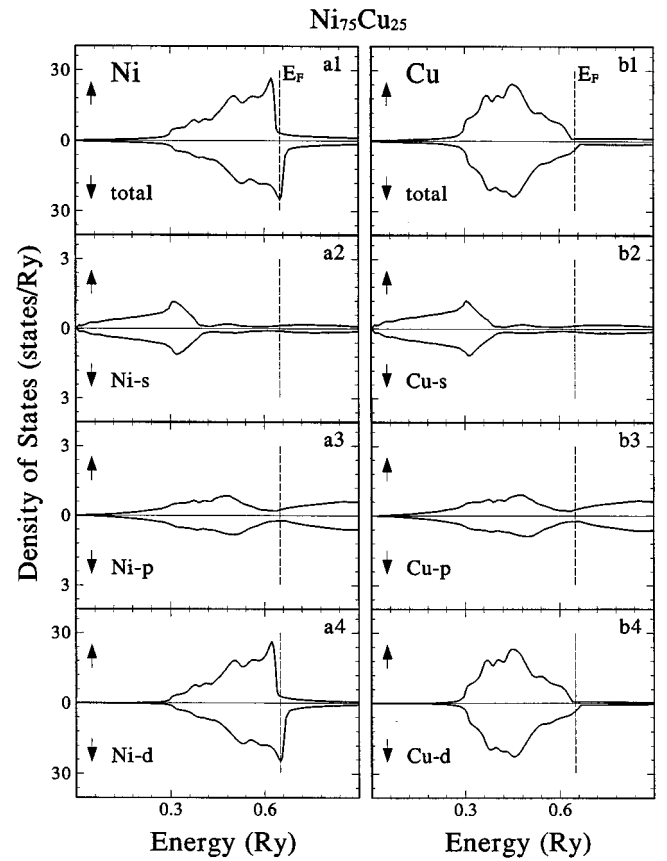 Ni75Cu25
Density of States (states/Ry)
30
0
30
Ni
a1
EF
total
Cu
b1
EF
total
3
0
3
a2
Ni-s
b2
Cu-s
3
0
3
a3
Ni-p
b3
Cu-p
30
0
30
a4
Ni-d
b4
Cu-d
0.3 0.6
0.3 0.6
Energy (Ry)
Energy (Ry)